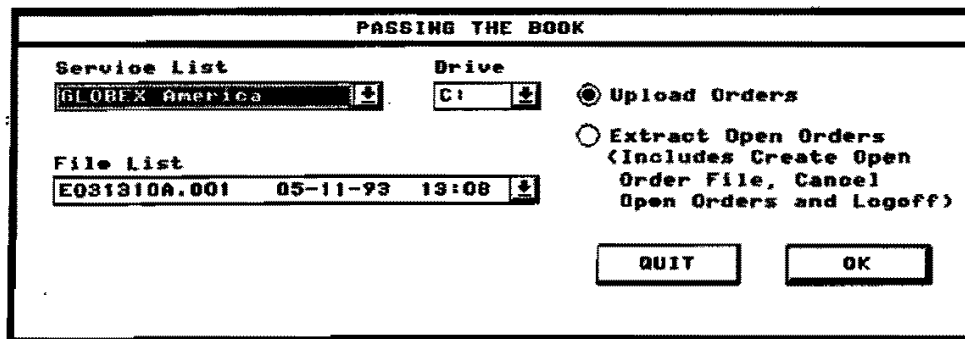 PASSING THE BOOK
Service List
GLOBEX America
Drive
C:
Upload Orders
Extract Open Orders
(Includes Create Open
Order File, Cancel
Open Orders and Logoff)
File List
E031310A.001 05-11-93 13:08
QUIT
OK